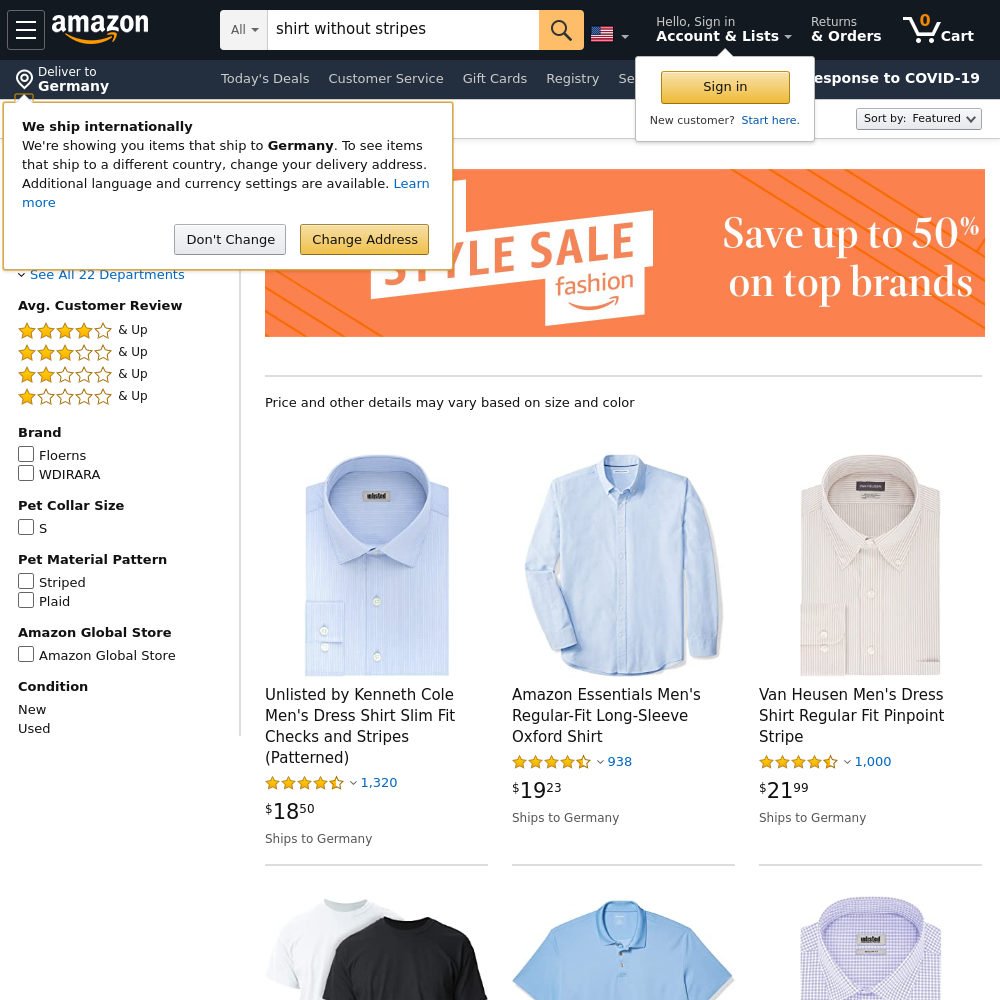 amazon
All
shirt without stripes
Hello, Sign in
Account & Lists
Returns
& Orders
0
Cart
Deliver to
Germany
Today's Deals
Customer Service
Gift Cards
Registry
Se
esponse to COVID-19
Sign in
New customer? Start here.
We ship internationally
We're showing you items that ship to Germany. To see items
that ship to a different country, change your delivery address.
Additional language and currency settings are available. Learn
more
Don't Change
Change Address
Sort by: Featured
STYLE SALE
fashion
Save up to 50%
on top brands
See All 22 Departments
Avg. Customer Review
& Up
& Up
& Up
& Up
Brand
Floerns
WDIRARA
Pet Collar Size
S
Pet Material Pattern
Striped
Plaid
Amazon Global Store
Amazon Global Store
Condition
New
Used
Price and other details may vary based on size and color
unlisted
Unlisted by Kenneth Cole
Men's Dress Shirt Slim Fit
Checks and Stripes
(Patterned)
1,320
$1850
Ships to Germany
Amazon Essentials Men's
Regular-Fit Long-Sleeve
Oxford Shirt
938
$1923
Ships to Germany
VAN HEUSEN
Van Heusen Men's Dress
Shirt Regular Fit Pinpoint
Stripe
1,000
$2199
Ships to Germany
unlisted